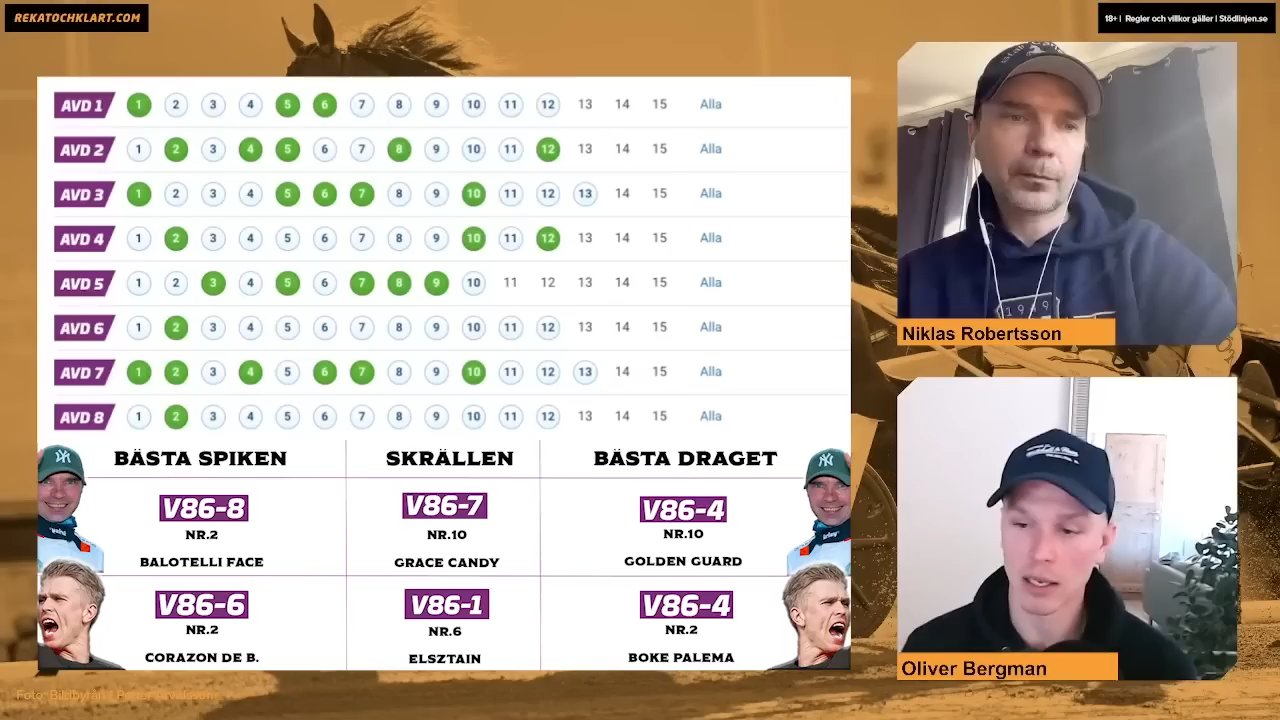 REKATOCHKLART.COM
18+ | Regler och villkor gäller | Stödlinjen.se
AVD 1 1 2 3 4 5 6 7 8 9 10 11 12 13 14 15 Alla
AVD 2 1 2 3 4 5 6 7 8 9 10 11 12 13 14 15 Alla
AVD 3 1 2 3 4 5 6 7 8 9 10 11 12 13 14 15 Alla
AVD 4 1 2 3 4 5 6 7 8 9 10 11 12 13 14 15 Alla
AVD 5 1 2 3 4 5 6 7 8 9 10 11 12 13 14 15 Alla
AVD 6 1 2 3 4 5 6 7 8 9 10 11 12 13 14 15 Alla
AVD 7 1 2 3 4 5 6 7 8 9 10 11 12 13 14 15 Alla
AVD 8 1 2 3 4 5 6 7 8 9 10 11 12 13 14 15 Alla
BÄSTA SPIKEN SKRÄLLEN BÄSTA DRAGET
V86-8 V86-7 V86-4
NR.2 NR.10 NR.10
BALOTELLI FACE GRACE CANDY GOLDEN GUARD
V86-6 V86-1 V86-4
NR.2 NR.6 NR.2
CORAZON DE B. ELSZTAIN BOKE PALEMA
1949
Niklas Robertsson
Oliver Bergman
Foto: Bildbyrån